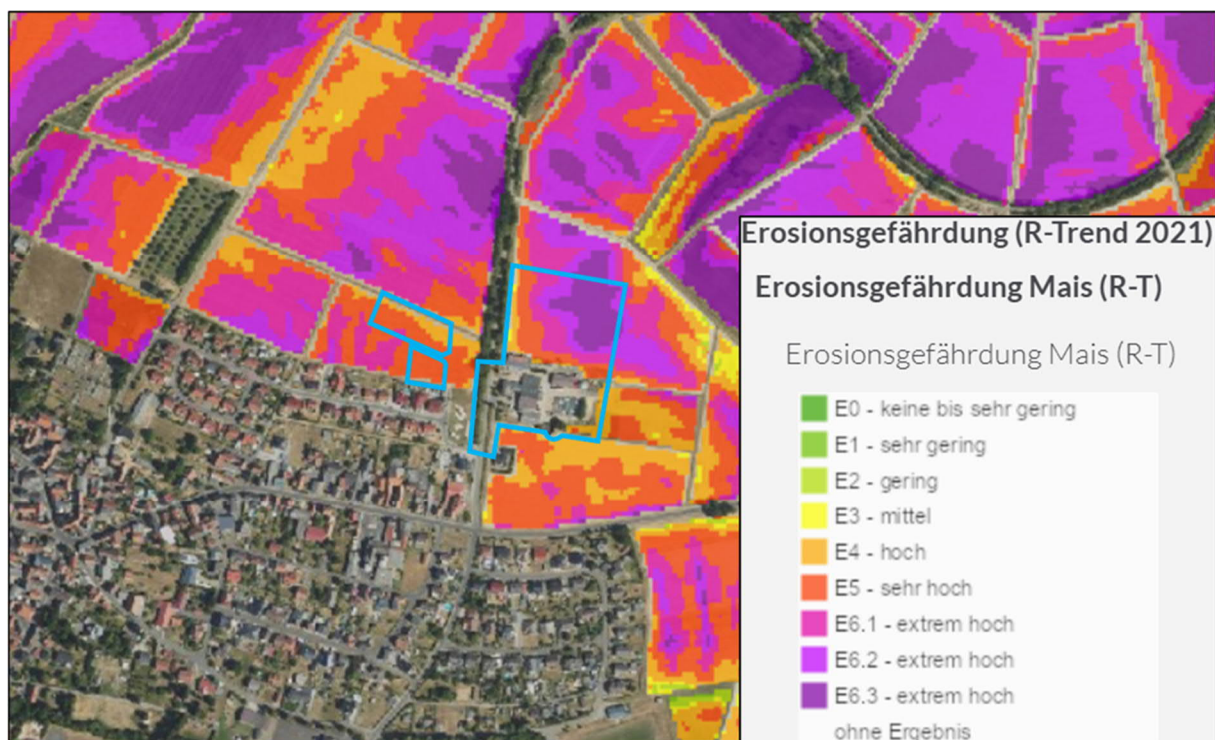 Erosionsgefährdung (R-Trend 2021)
Erosionsgefährdung Mais (R-T)
Erosionsgefährdung Mais (R-T)
E0 - keine bis sehr gering
E1 - sehr gering
E2 - gering
E3 - mittel
E4 - hoch
E5 - sehr hoch
E6.1 - extrem hoch
E6.2 - extrem hoch
E6.3 - extrem hoch
ohne Ergebnis